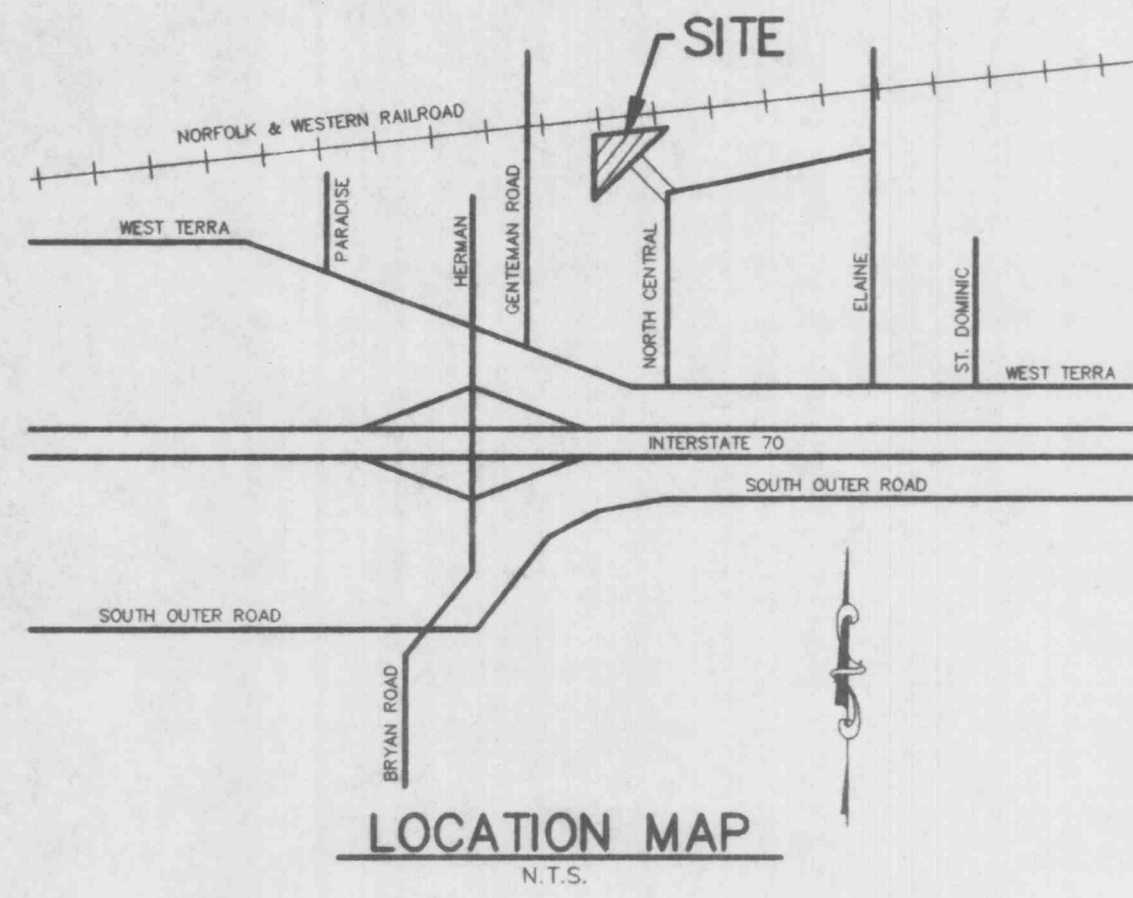 SITE
NORFOLK & WESTERN RAILROAD
WEST TERRA
PARADISE
HERMAN
GENTEMAN ROAD
NORTH CENTRAL
ELAINE
ST. DOMINIC
WEST TERRA
INTERSTATE 70
SOUTH OUTER ROAD
SOUTH OUTER ROAD
BRYAN ROAD
LOCATION MAP
N.T.S.